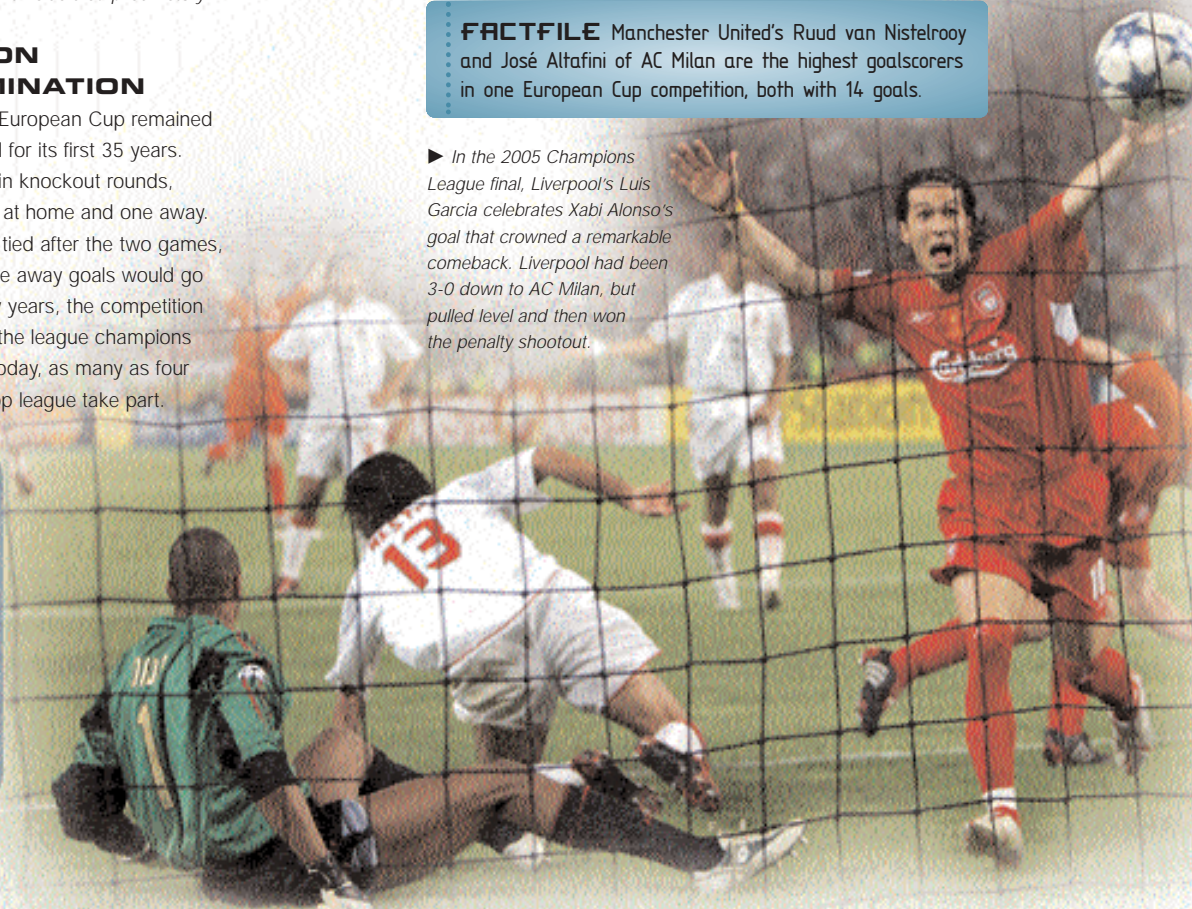 ON
INATION
European Cup remained
for its first 35 years.
in knockout rounds,
at home and one away.
tied after the two games,
e away goals would go
years, the competition
the league champions
oday, as many as four
league take part.
FACTFILE Manchester United's Ruud van Nistelrooy
and José Altafini of AC Milan are the highest goalscorers
in one European Cup competition, both with 14 goals.
► In the 2005 Champions
League final, Liverpool's Luis
Garcia celebrates Xabi Alonso's
goal that crowned a remarkable
comeback. Liverpool had been
3-0 down to AC Milan, but
pulled level and then won
the penalty shootout.
Carlsberg
NESTA
13
1